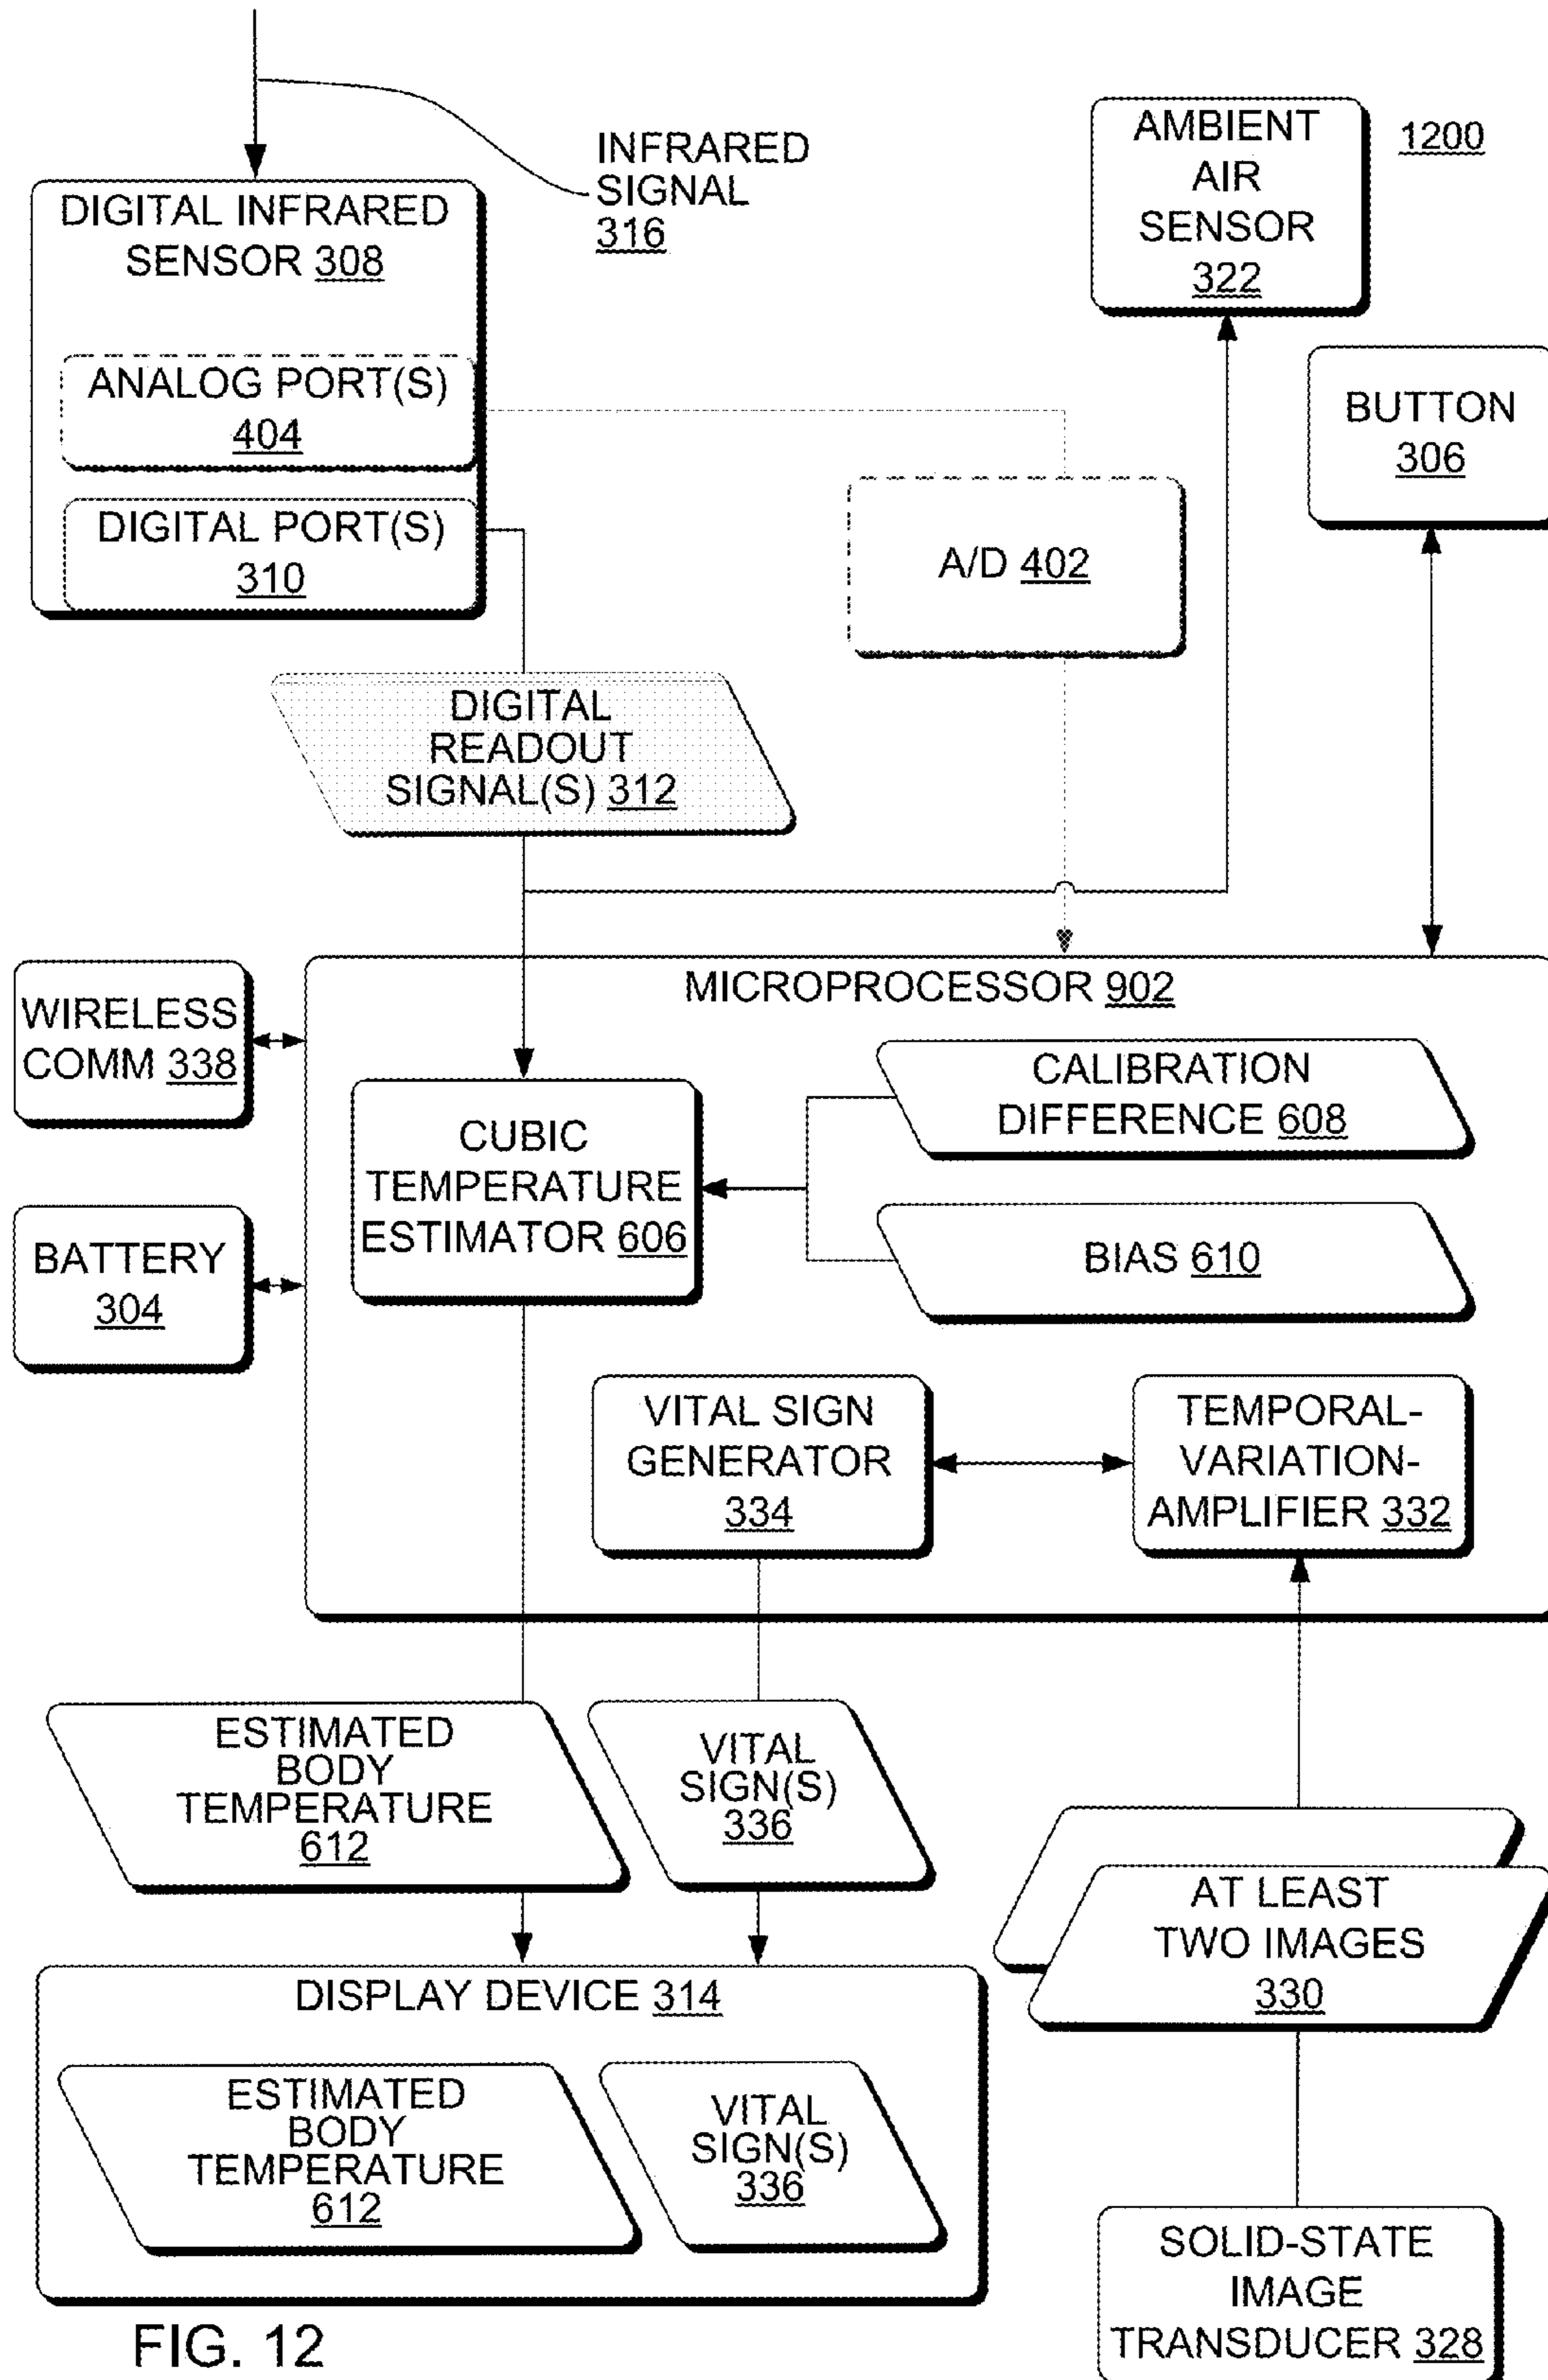 INFRARED
SIGNAL
316
AMBIENT
AIR
SENSOR
322
1200
DIGITAL INFRARED
SENSOR 308
ANALOG PORT(S)
404
DIGITAL PORT(S)
310
BUTTON
306
A/D 402
DIGITAL
READOUT
SIGNAL(S) 312
MICROPROCESSOR 902
WIRELESS
COMM 338
CALIBRATION
DIFFERENCE 608
CUBIC
TEMPERATURE
ESTIMATOR 606
BIAS 610
BATTERY
304
VITAL SIGN
GENERATOR
334
TEMPORAL-
VARIATION-
AMPLIFIER 332
ESTIMATED
BODY
TEMPERATURE
612
VITAL
SIGN(S)
336
AT LEAST
TWO IMAGES
330
DISPLAY DEVICE 314
ESTIMATED
BODY
TEMPERATURE
612
VITAL
SIGN(S)
336
SOLID-STATE
IMAGE
TRANSDUCER 328
FIG. 12